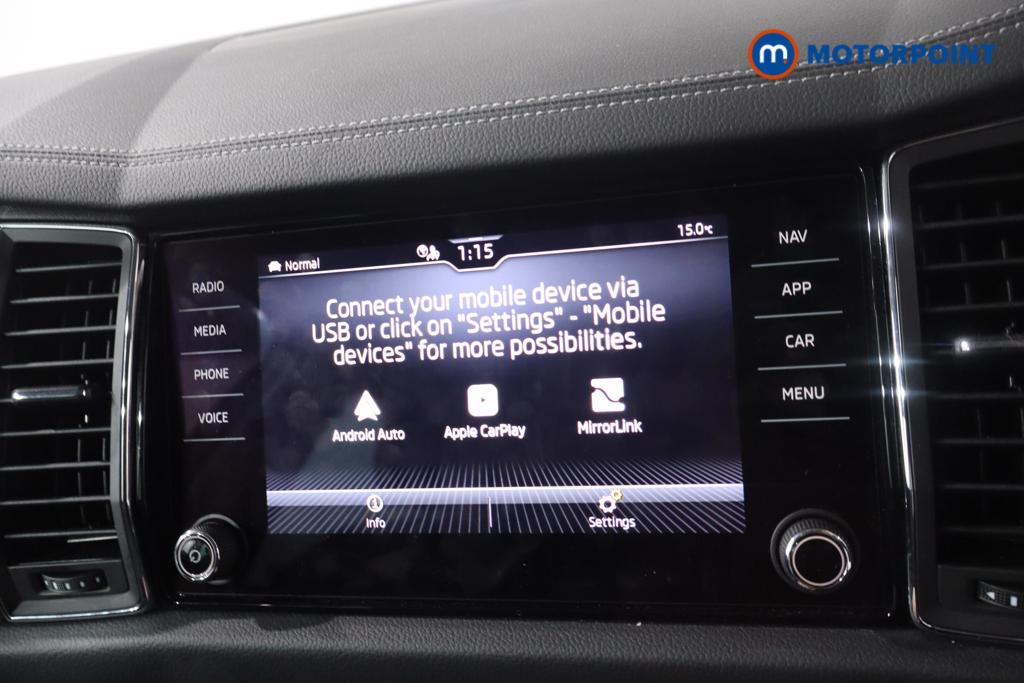 m MOTORPOINT
Normal
1:15
15.0°C
Connect your mobile device via
USB or click on "Settings" - "Mobile
devices" for more possibilities.
Android Auto
Apple CarPlay
MirrorLink
Info
Settings
RADIO
MEDIA
PHONE
VOICE
NAV
APP
CAR
MENU